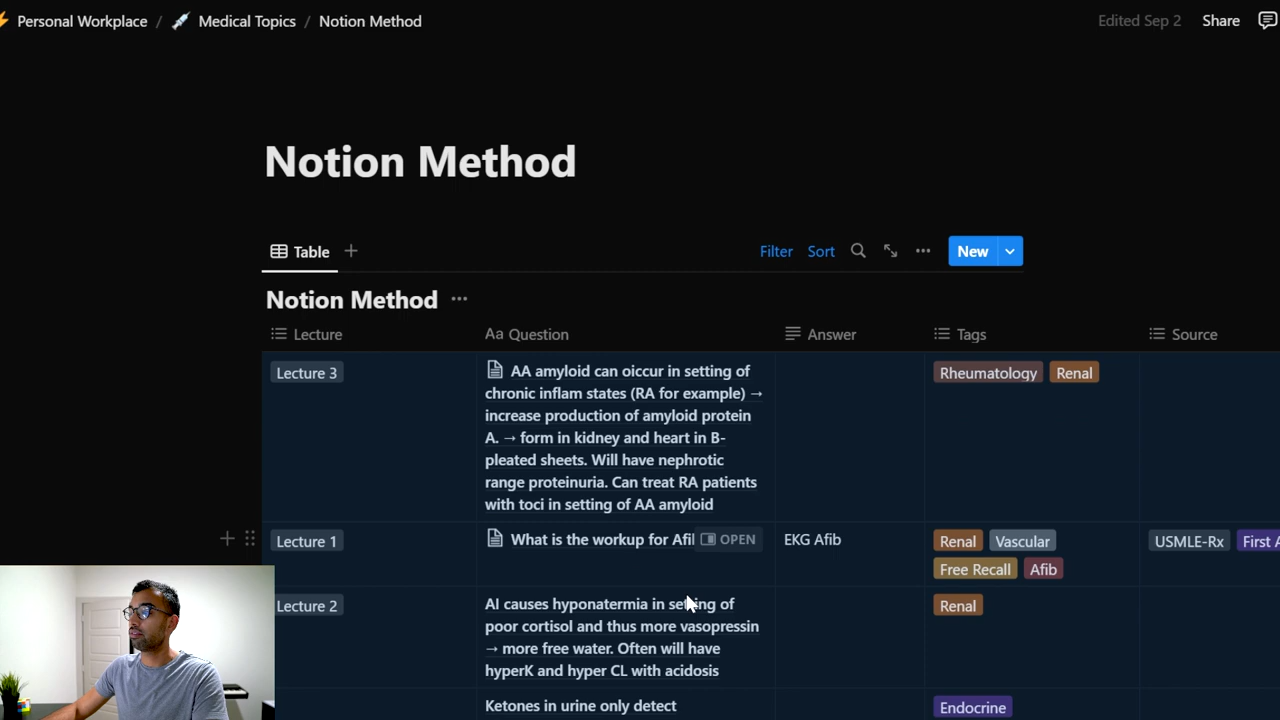 Personal Workplace / Medical Topics / Notion Method
Edited Sep 2 Share
Notion Method
Table
Filter Sort New
Notion Method
Lecture Aa Question Answer Tags Source
Lecture 3
AA amyloid can oiccur in setting of
chronic inflam states (RA for example) →
increase production of amyloid protein
A. → form in kidney and heart in B-
pleated sheets. Will have nephrotic
range proteinuria. Can treat RA patients
with toci in setting of AA amyloid
Rheumatology Renal
Lecture 1
What is the workup for OPEN
EKG Afib
Renal Vascular
Free Recall Afib
USMLE-Rx First
Lecture 2
AI causes hyponatermia in setting of
poor cortisol and thus more vasopressin
→ more free water. Often will have
hyperK and hyper CL with acidosis
Renal
Ketones in urine only detect
Endocrine